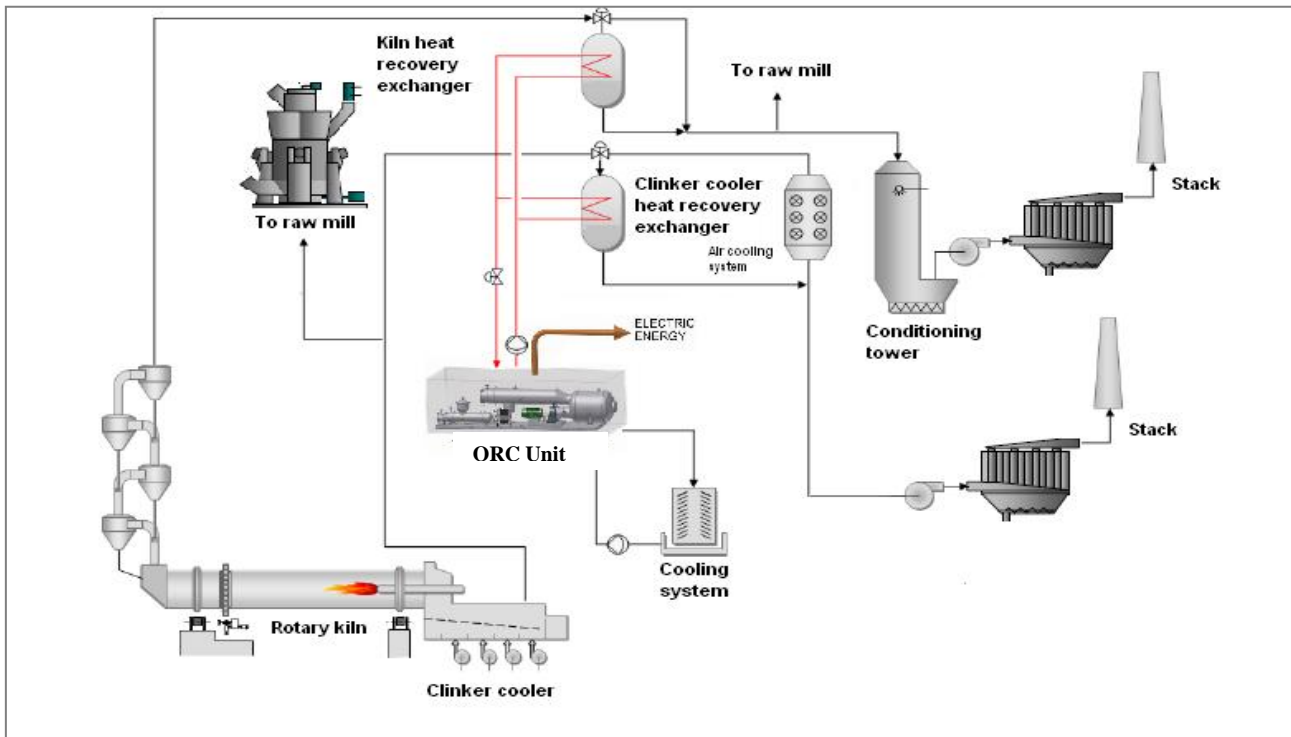 Kiln heat
recovery
exchanger
To raw mill
Stack
To raw mill
Clinker cooler
heat recovery
exchanger
Air cooling
system
ELECTRIC
ENERGY
Conditioning
tower
ORC Unit
Stack
Cooling
system
Rotary kiln
Clinker cooler